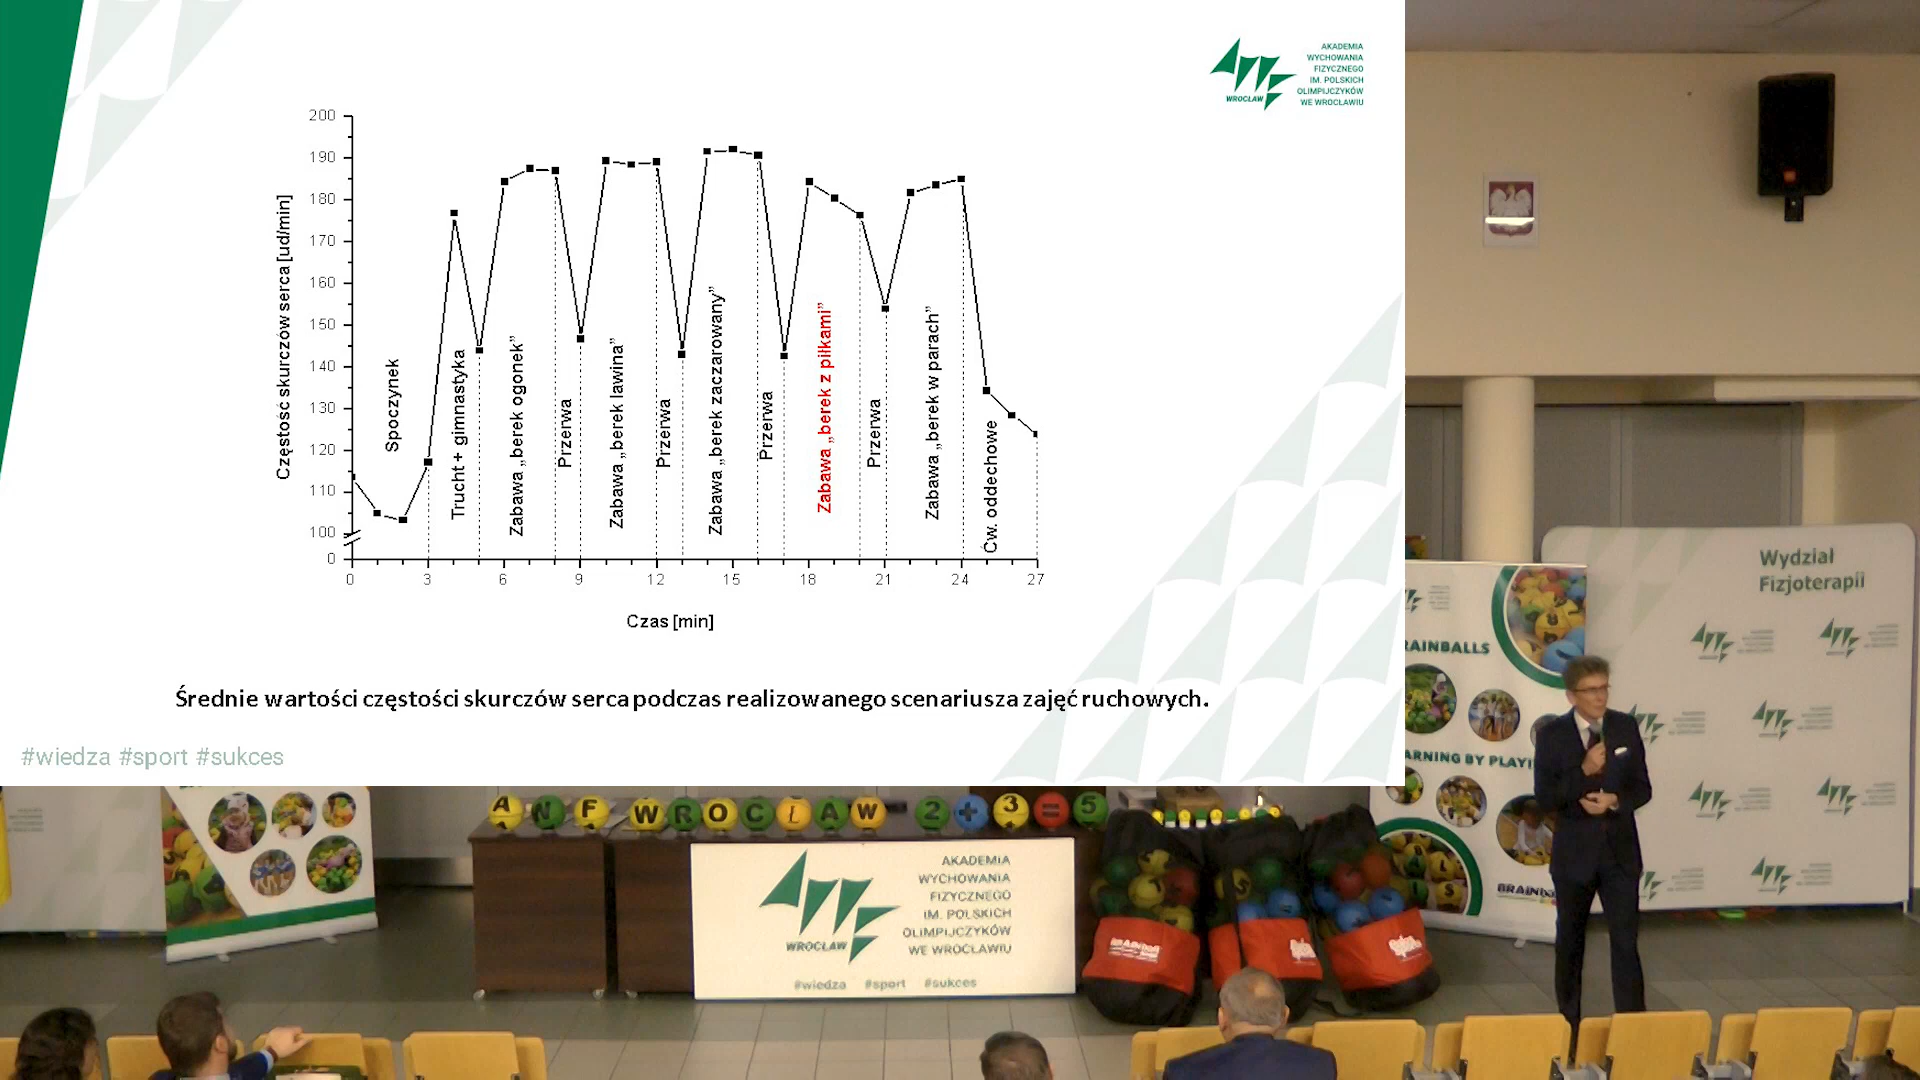 AKADEMIA
WYCHOWANIA
FIZYCZNEGO
IM. POLSKICH
OLIMPIJCZYKÓW
WE WROCŁAWIU
WROCŁAW
200
190
180
170
160
150
140
130
120
110
100
0
Częstość skurczów serca [ud/min]
Spoczynek
Trucht + gimnastyka
Zabawa „berek ogonek”
Przerwa
Zabawa „berek lawina”
Przerwa
Zabawa „berek zaczarowany”
Przerwa
Zabawa „berek z piłkami”
Przerwa
Zabawa „berek w parach”
Ćw. oddechowe
0 3 6 9 12 15 18 21 24 27
Czas [min]
Średnie wartości częstości skurczów serca podczas realizowanego scenariusza zajęć ruchowych.
#wiedza #sport #sukces
Wydział
Fizjoterapii
RAINBALLS
ARNING BY PLAYI
BRAINB
A W F W R O C Ł A W 2 + 3 = 5
AKADEMIA
WYCHOWANIA
FIZYCZNEGO
IM. POLSKICH
OLIMPIJCZYKÓW
WE WROCŁAWIU
WROCŁAW
#wiedza #sport #sukces